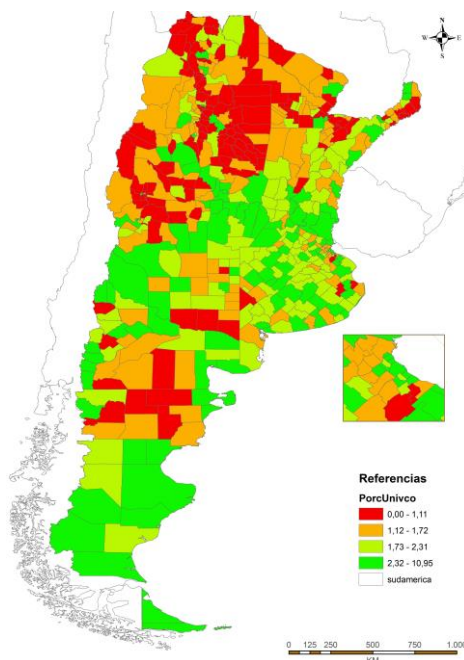 N
W E
S
Referencias
PorcUnivco
0,00 - 1,11
1,12 - 1,72
1,73 - 2,31
2,32 - 10,95
sudamerica
0 125 250 500 750 1.000
KM